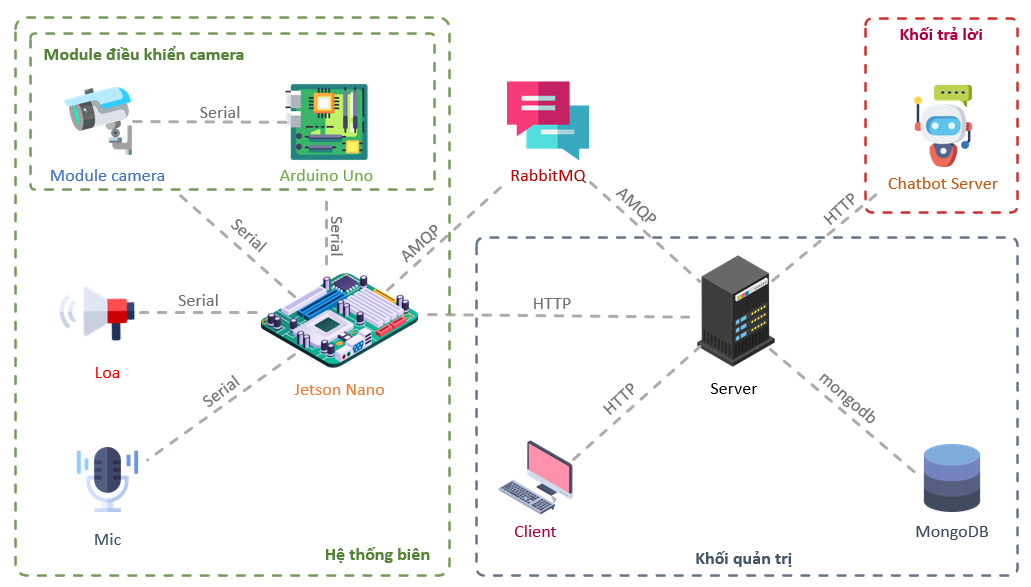 Module điều khiển camera
Serial
Module camera
Arduino Uno
RabbitMQ
Khối trả lời
Chatbot Server
Serial
Serial
AMQP
AMQP
HTTP
Serial
HTTP
Loa
Jetson Nano
Server
Serial
HTTP
mongodb
Mic
Client
MongoDB
Hệ thống biên
Khối quản trị